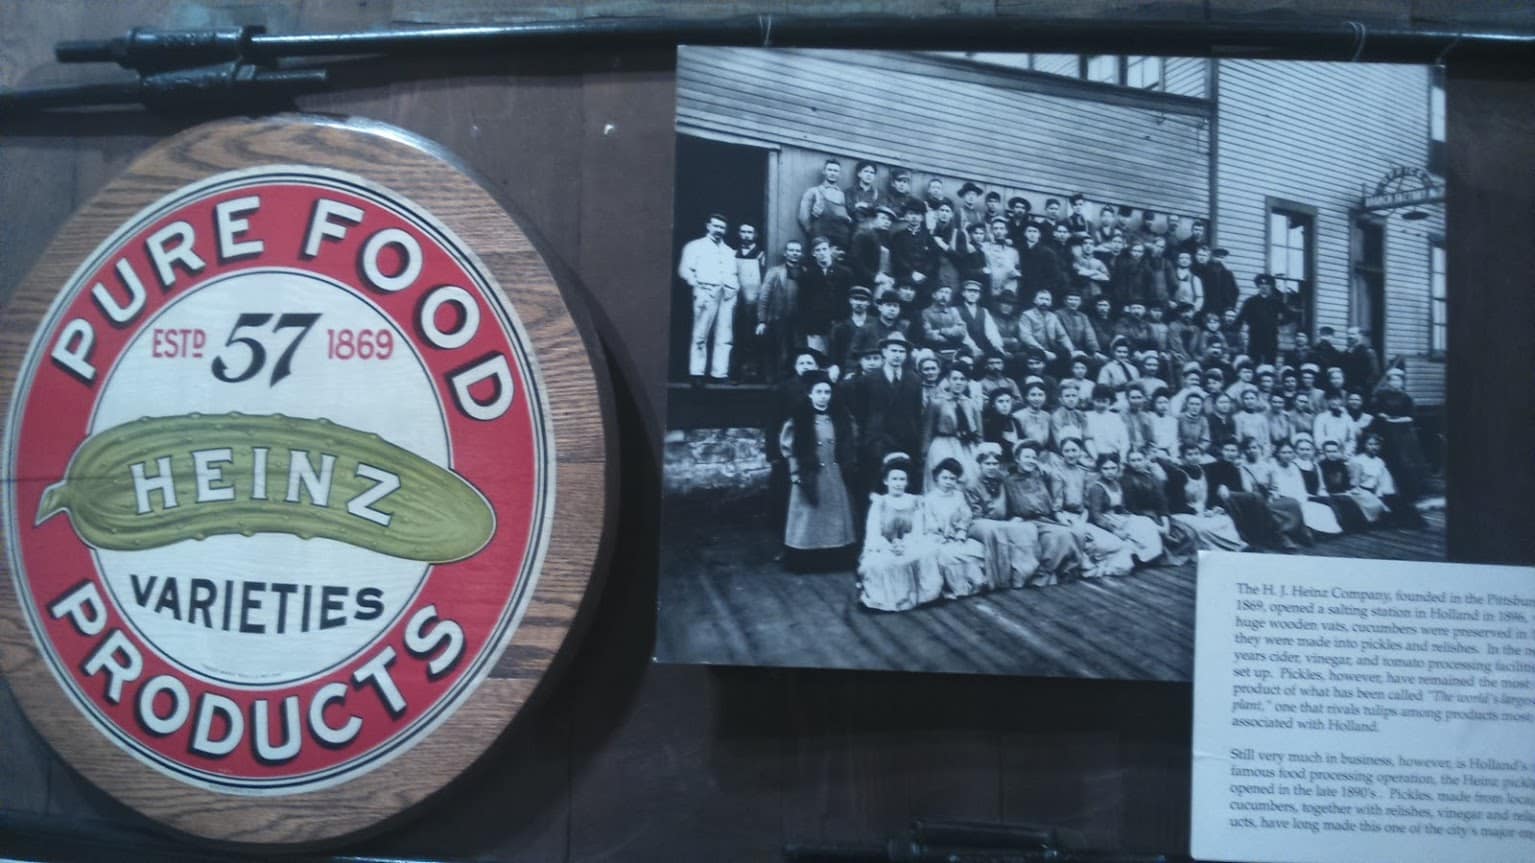 PURE FOOD
ESTD 57 1869
HEINZ
VARIETIES
PRODUCTS
The H. J. Heinz Company, founded in the
1869, opened a salting station in Holland in 1896.
huge wooden vats, cucumbers were preserved in
they were made into pickles and relishes. In the
years cider, vinegar, and tomato processing
set up. Pickles, however, have remained the
product of what has been called "The world's
plant," one that rivals tulips among products
associated with Holland.
Still very much in business, however, is Holland's
famous food processing operation, the Heinz
opened in the late 1890's. Pickles, made from
cucumbers, together with relishes, vinegar and
ucts, have long made this one of the city's major